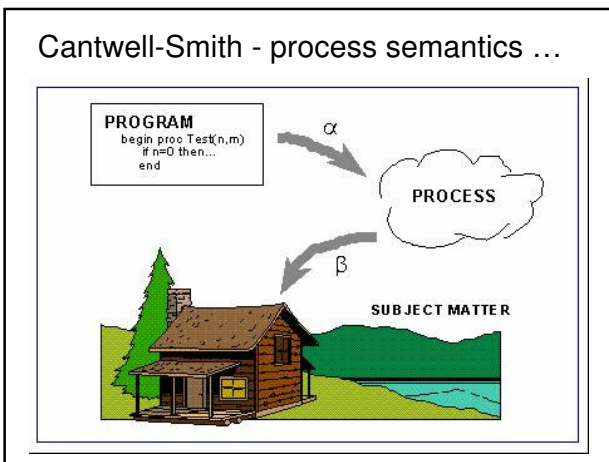 Cantwell-Smith - process semantics …
PROGRAM
begin proc Test(n,m)
if n=0 then...
end
α
PROCESS
β
SUBJECT MATTER